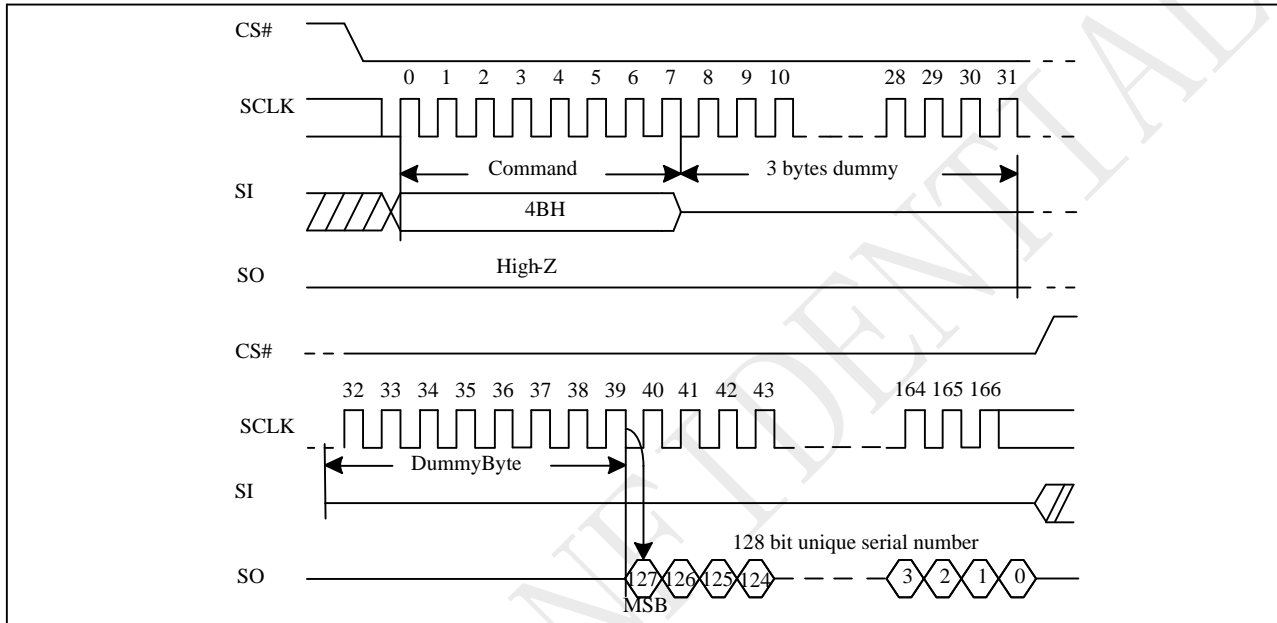 CS#
0 1 2 3 4 5 6 7 8 9 10 28 29 30 31
SCLK
Command 3 bytes dummy
SI
4BH
High-Z
SO
CS#
32 33 34 35 36 37 38 39 40 41 42 43 164 165 166
SCLK
DummyByte
SI
128 bit unique serial number
SO
127 126 125 124 3 2 1 0
MSB